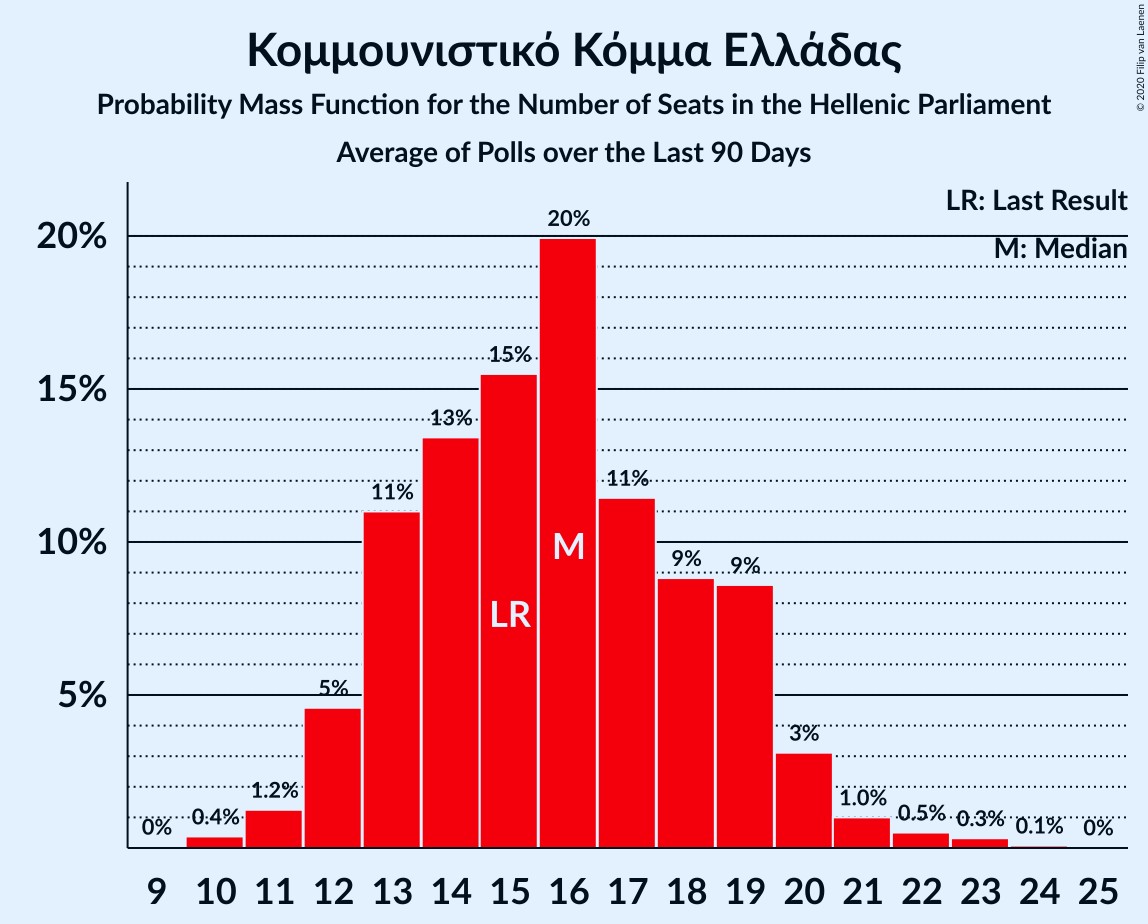 Κομμουνιστικό Κόμμα Ελλάδας
Probability Mass Function for the Number of Seats in the Hellenic Parliament
Average of Polls over the Last 90 Days
© 2020 Filip van Laenen
LR: Last Result
M: Median
20%
15%
10%
5%
0%
0.4%
1.2%
5%
11%
13%
15%
20%
11%
9%
9%
3%
1.0%
0.5%
0.3%
0.1%
0%
LR
M
9 10 11 12 13 14 15 16 17 18 19 20 21 22 23 24 25